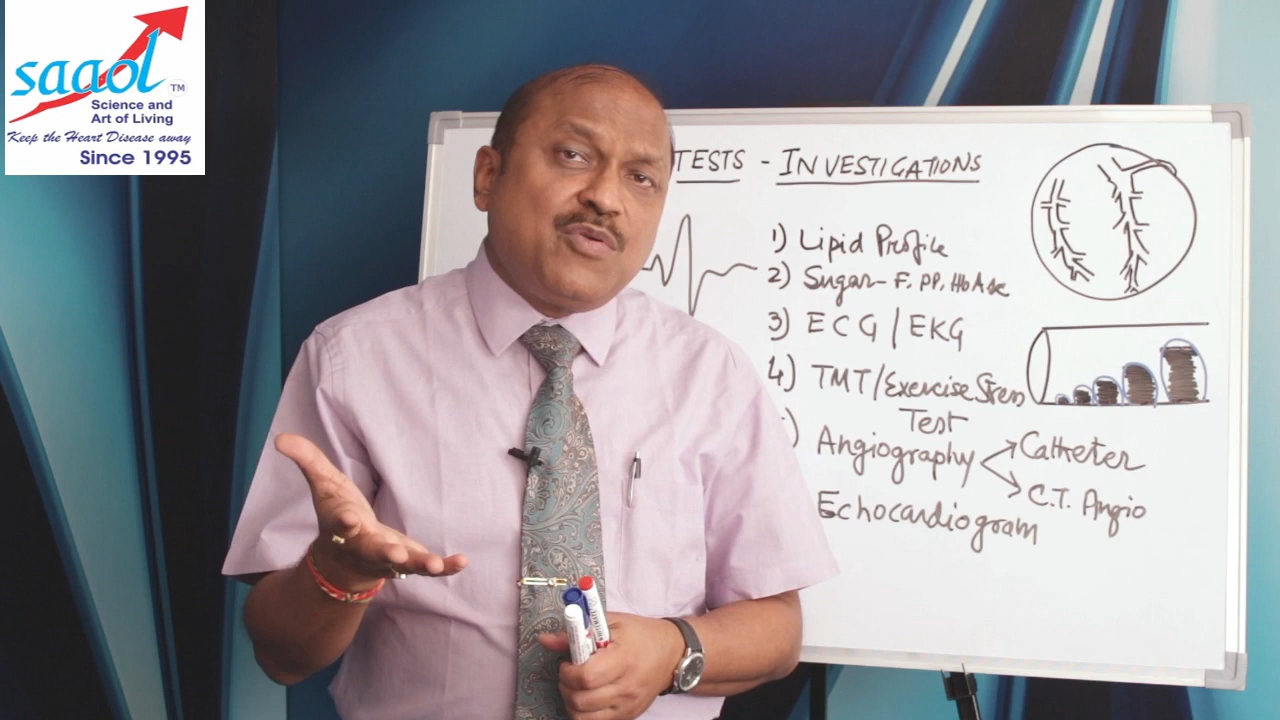 saaol TM
Science and
Art of Living
Keep the Heart Disease away
Since 1995
TESTS - INVESTIGATIONS
1) Lipid Profile
2) Sugar - F, PP, HbA1c
3) ECG/EKG
4) TMT/Exercise Stress
Test
) Angiography
Catheter
C.T. Angio
Echocardiogram